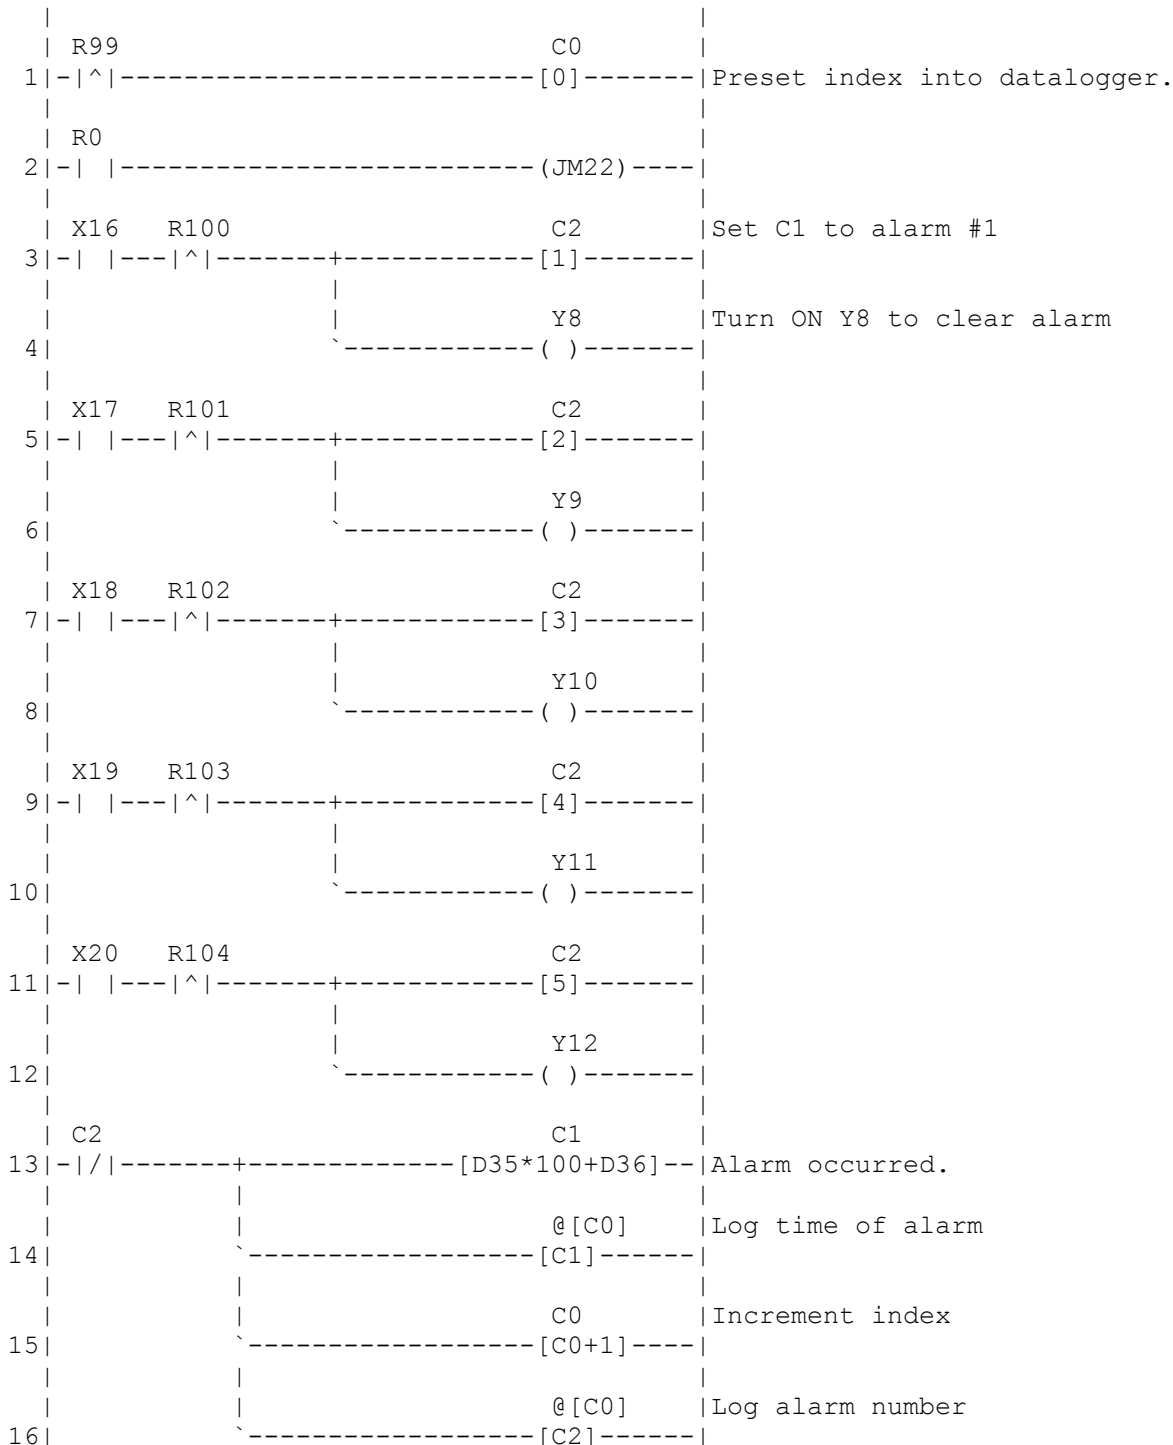 |                                         |
  | R99                           C0        |
 1|-|^|--------------------------[0]-------|Preset index into datalogger.
  |                                         |
  | R0                                      |
 2|-| |--------------------------(JM22)----|
  |                                         |
  | X16   R100                    C2        |Set C1 to alarm #1
 3|-| |---|^|-------+------------[1]-------|
  |                 |                       |
  |                 |             Y8        |Turn ON Y8 to clear alarm
 4|                 `------------( )-------|
  |                                         |
  | X17   R101                    C2        |
 5|-| |---|^|-------+------------[2]-------|
  |                 |                       |
  |                 |             Y9        |
 6|                 `------------( )-------|
  |                                         |
  | X18   R102                    C2        |
 7|-| |---|^|-------+------------[3]-------|
  |                 |                       |
  |                 |             Y10       |
 8|                 `------------( )-------|
  |                                         |
  | X19   R103                    C2        |
 9|-| |---|^|-------+------------[4]-------|
  |                 |                       |
  |                 |             Y11       |
10|                 `------------( )-------|
  |                                         |
  | X20   R104                    C2        |
11|-| |---|^|-------+------------[5]-------|
  |                 |                       |
  |                 |             Y12       |
12|                 `------------( )-------|
  |                                         |
  | C2                            C1        |
13|-|/|-------+-------------[D35*100+D36]--|Alarm occurred.
  |           |                             |
  |           |                   @[C0]     |Log time of alarm
14|           `------------------[C1]------|
  |           |                             |
  |           |                   C0        |Increment index
15|           `------------------[C0+1]----|
  |           |                             |
  |           |                   @[C0]     |Log alarm number
16|           `------------------[C2]------|